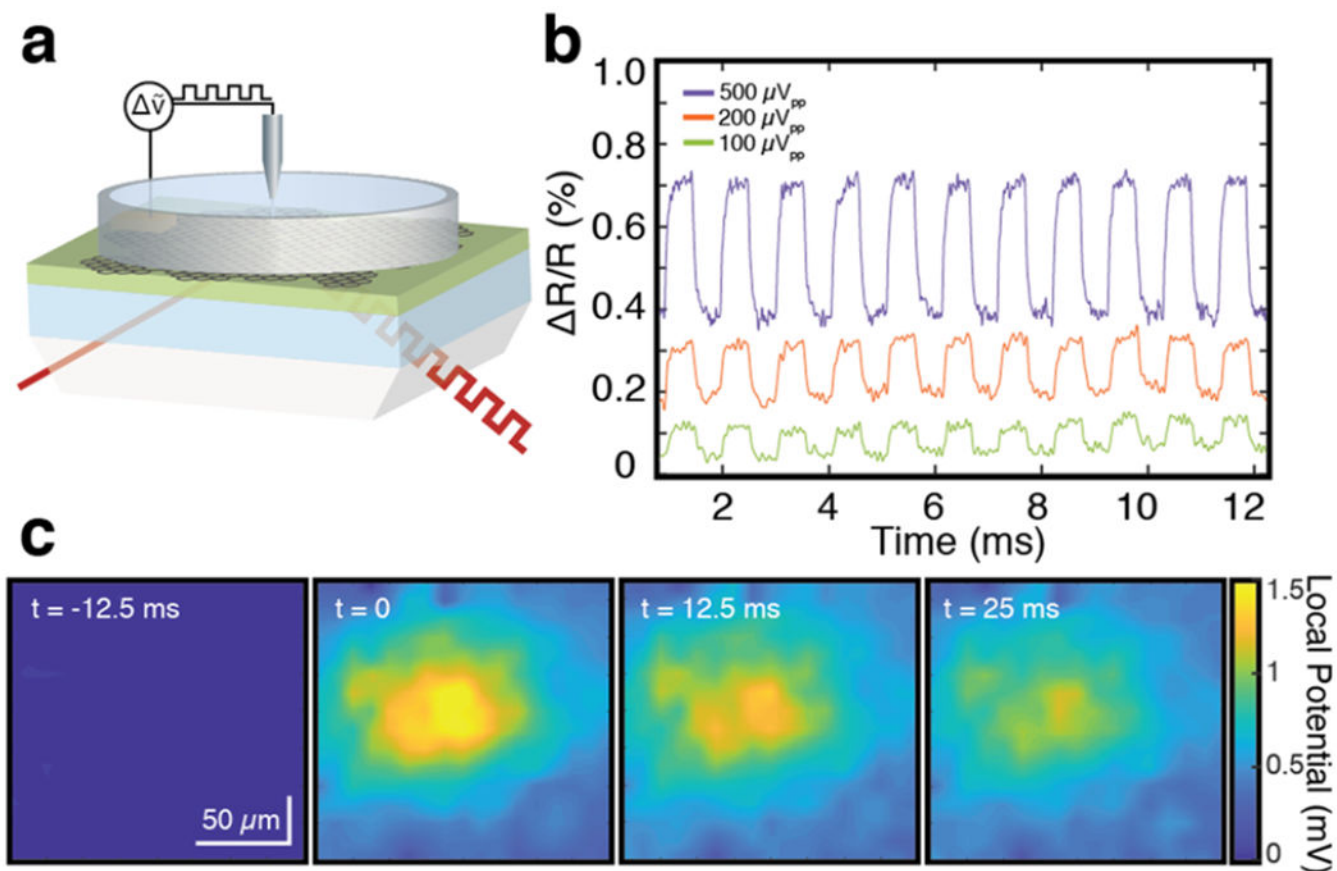 a
Δṽ
b
1.0
0.8
0.6
0.4
0.2
0
ΔR/R (%)
500 μVpp
200 μVpp
100 μVpp
2 4 6 8 10 12
Time (ms)
c
t = -12.5 ms
t = 0
t = 12.5 ms
t = 25 ms
50 μm
1.5
1
0.5
0
Local Potential (mV)